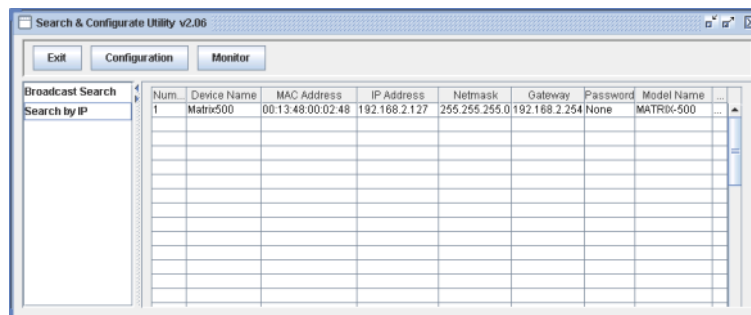 Search & Configurate Utility v2.06
Exit Configuration Monitor
Broadcast Search
Search by IP
Num... Device Name MAC Address IP Address Netmask Gateway Password Model Name ...
1 Matrix500 00:13:48:00:02:48 192.168.2.127 255.255.255.0 192.168.2.254 None MATRIX-500 ...